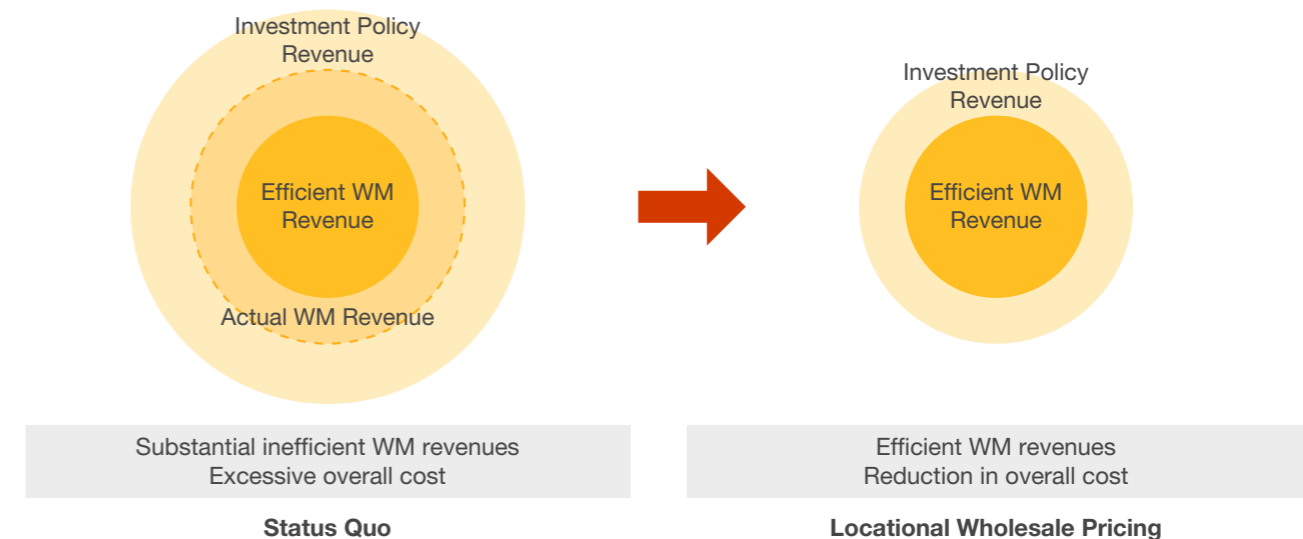 Investment Policy
Revenue
Efficient WM
Revenue
Actual WM Revenue
Substantial inefficient WM revenues
Excessive overall cost
Status Quo
Investment Policy
Revenue
Efficient WM
Revenue
Efficient WM revenues
Reduction in overall cost
Locational Wholesale Pricing